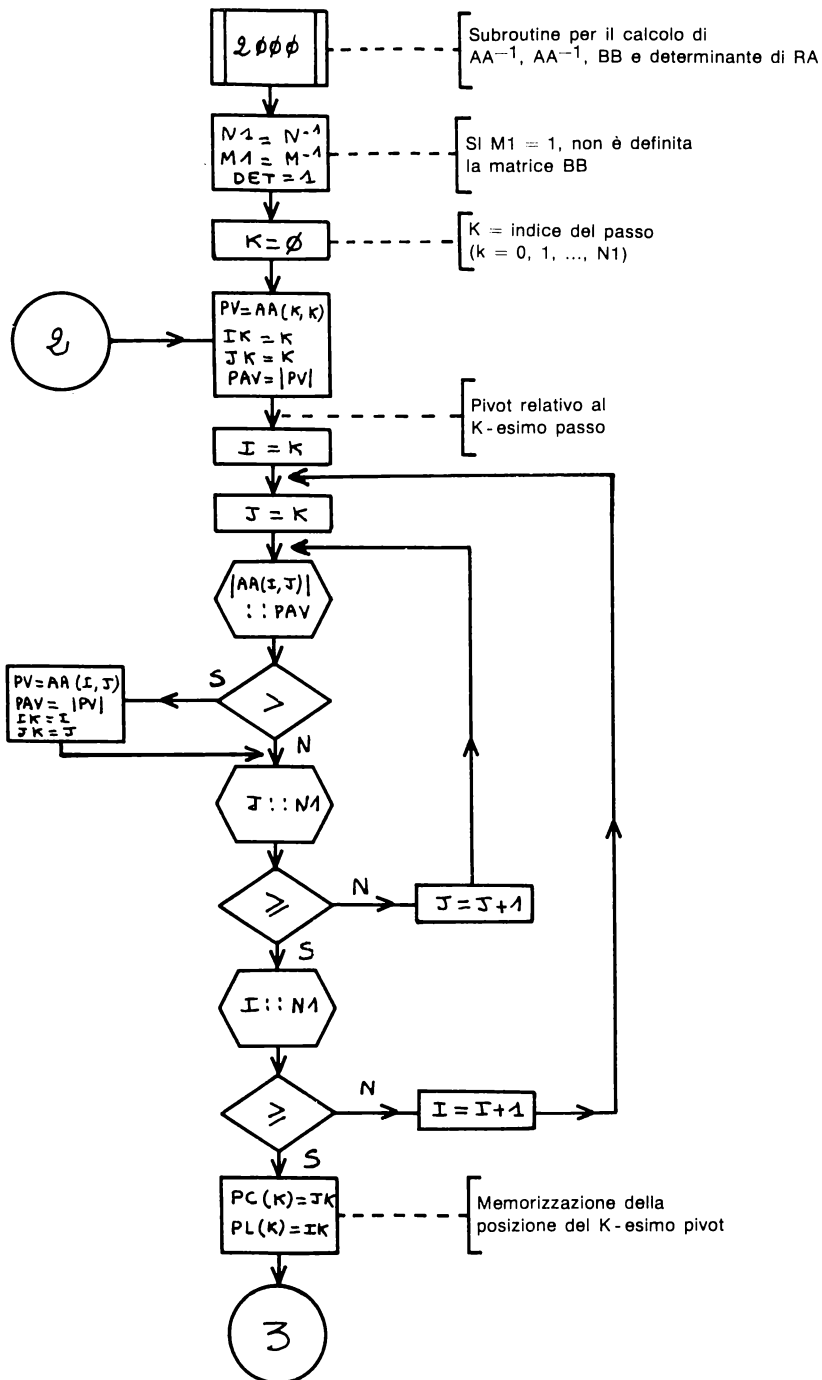 2ØØØ
Subroutine per il calcolo di
AA⁻¹, AA⁻¹, BB e determinante di RA
N1 = N⁻¹
M1 = M⁻¹
DET = 1
SI M1 = 1, non è definita
la matrice BB
K = Ø
K = indice del passo
(k = 0, 1, ..., N1)
2
PV = AA(K, K)
IK = K
JK = K
PAV = |PV|
Pivot relativo al
K-esimo passo
I = K
J = K
|AA(I, J)|
:: PAV
S
>
PV = AA (I, J)
PAV = |PV|
IK = I
JK = J
N
J :: N1
≥
N
J = J+1
S
I :: N1
≥
N
I = I+1
S
PC (K) = JK
PL (K) = IK
Memorizzazione della
posizione del K-esimo pivot
3